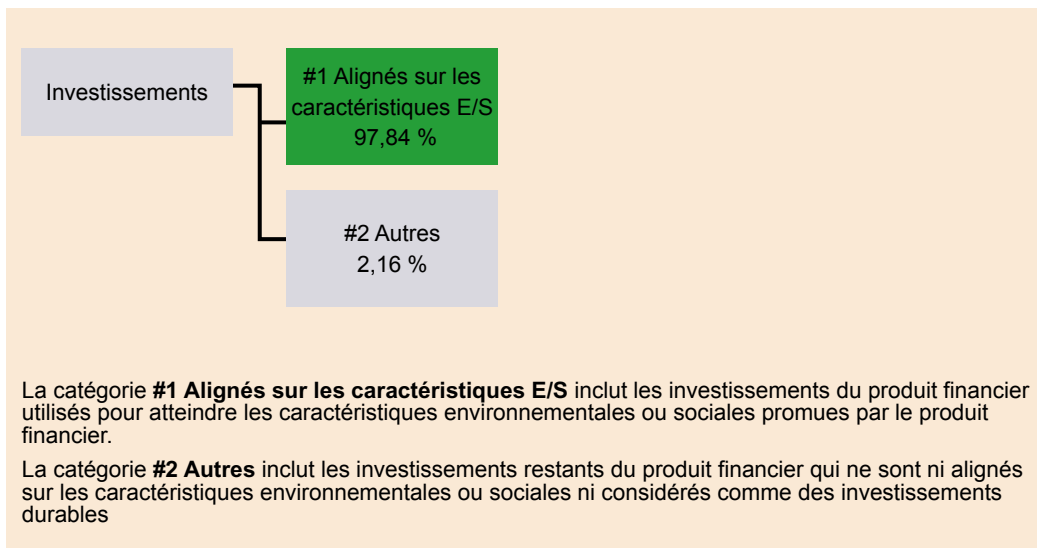 Investissements
#1 Alignés sur les
caractéristiques E/S
97,84 %
#2 Autres
2,16 %
La catégorie #1 Alignés sur les caractéristiques E/S inclut les investissements du produit financier
utilisés pour atteindre les caractéristiques environnementales ou sociales promues par le produit
financier.
La catégorie #2 Autres inclut les investissements restants du produit financier qui ne sont ni alignés
sur les caractéristiques environnementales ou sociales ni considérés comme des investissements
durables